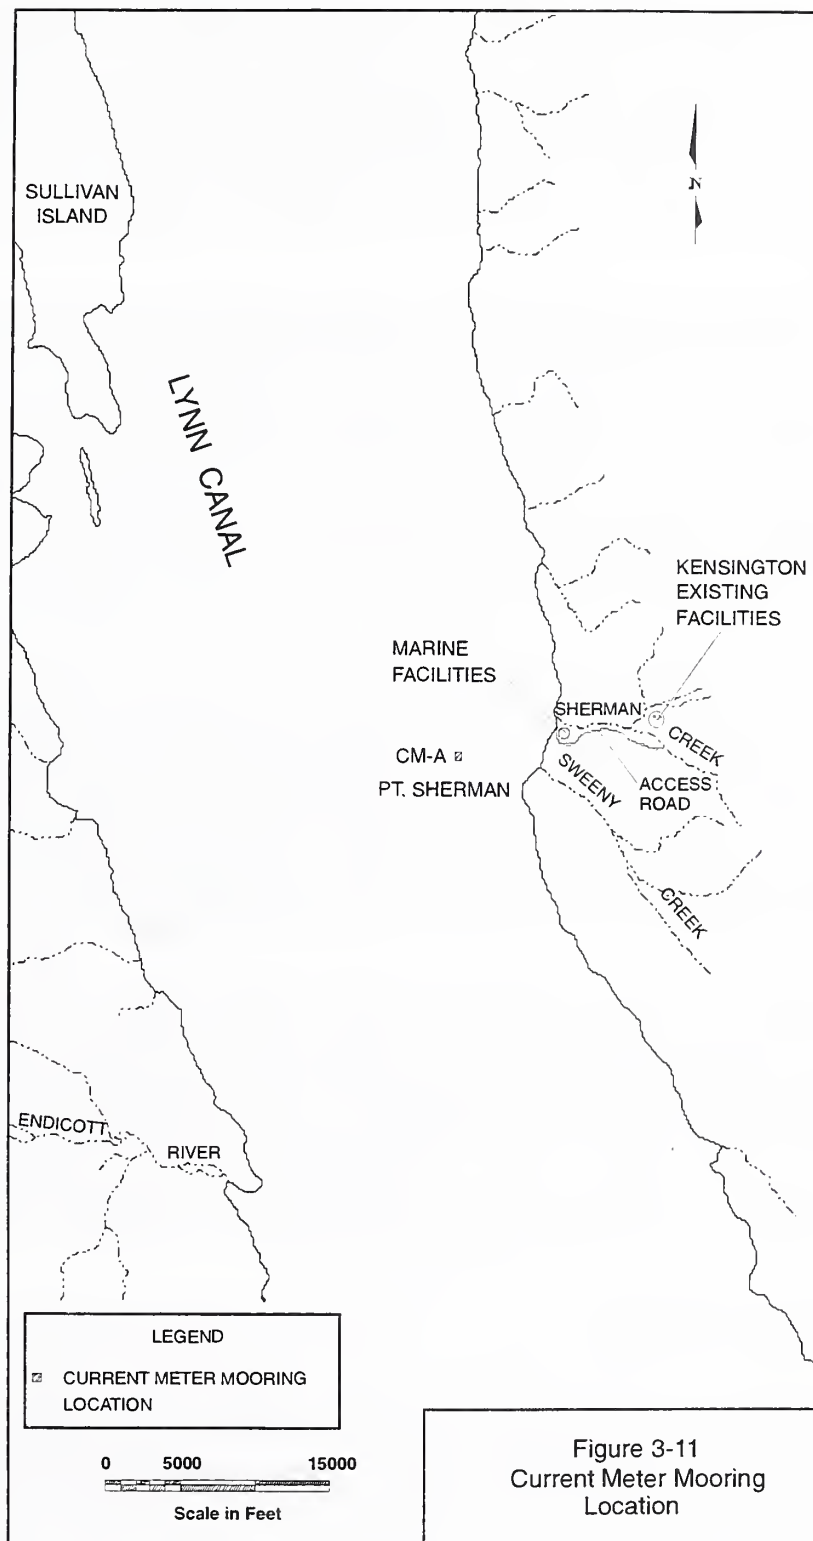 SULLIVAN
ISLAND
N
LYNN CANAL
KENSINGTON
EXISTING
FACILITIES
MARINE
FACILITIES
SHERMAN
CREEK
CM-A
PT. SHERMAN
SWEENY
CREEK
ACCESS
ROAD
ENDICOTT
RIVER
LEGEND
CURRENT METER MOORING
LOCATION
0 5000 15000
Scale in Feet
Figure 3-11
Current Meter Mooring
Location